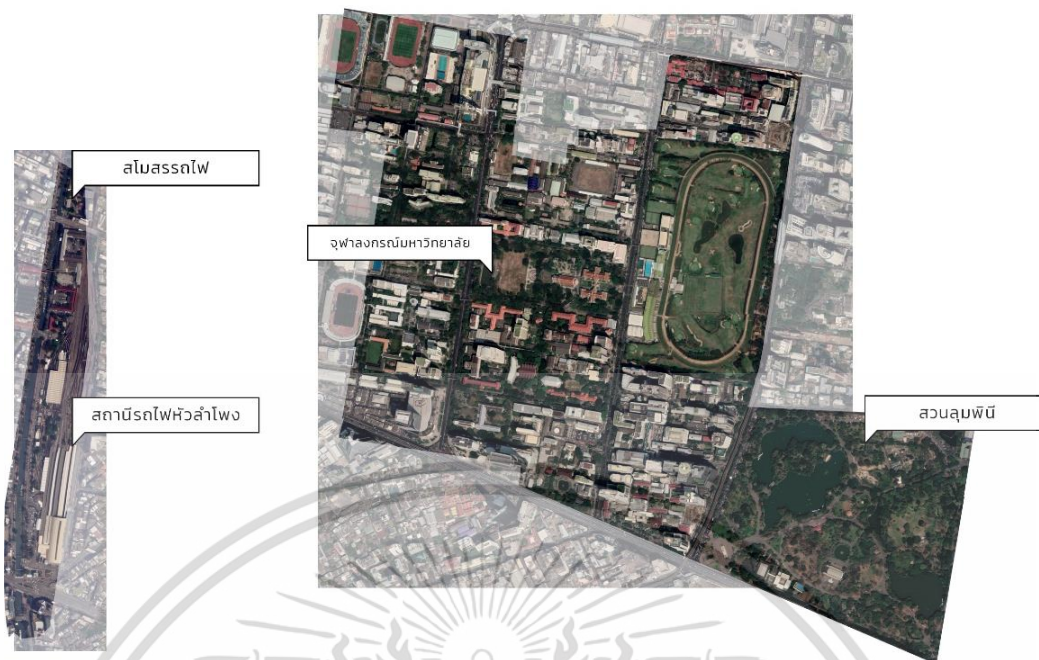 สโมสรรถไฟ
จุฬาลงกรณ์มหาวิทยาลัย
สถานีรถไฟหัวลำโพง
สวนลุมพินี